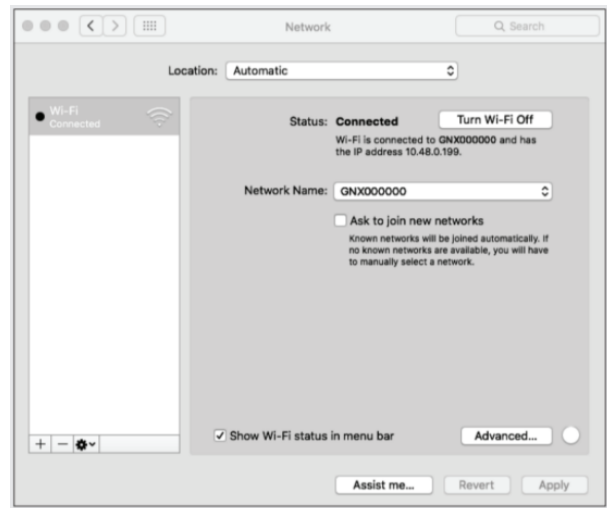 Network
Search
Location: Automatic
Wi-Fi
Connected
Status: Connected
Turn Wi-Fi Off
Wi-Fi is connected to GNX000000 and has
the IP address 10.48.0.199.
Network Name: GNX000000
Ask to join new networks
Known networks will be joined automatically. If
no known networks are available, you will have
to manually select a network.
Show Wi-Fi status in menu bar
Advanced...
Assist me...
Revert
Apply